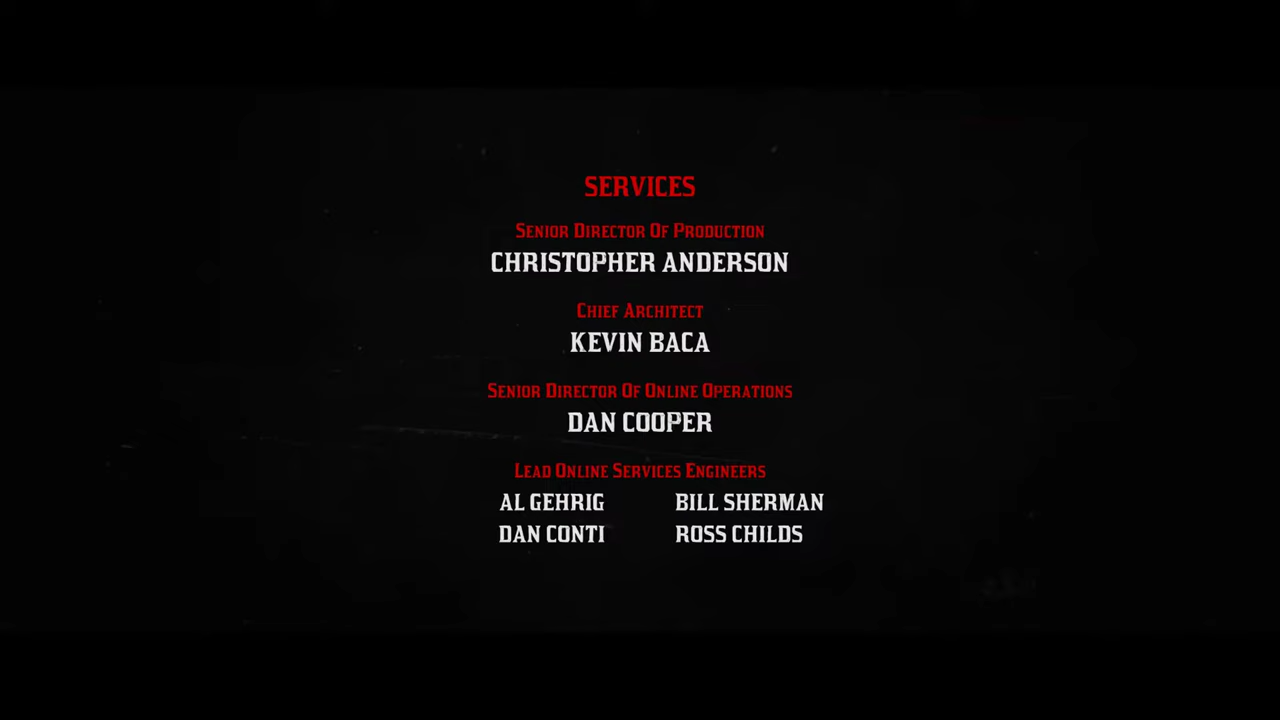 SERVICES
SENIOR DIRECTOR OF PRODUCTION
CHRISTOPHER ANDERSON
CHIEF ARCHITECT
KEVIN BACA
SENIOR DIRECTOR OF ONLINE OPERATIONS
DAN COOPER
LEAD ONLINE SERVICES ENGINEERS
AL GEHRIG BILL SHERMAN
DAN CONTI ROSS CHILDS